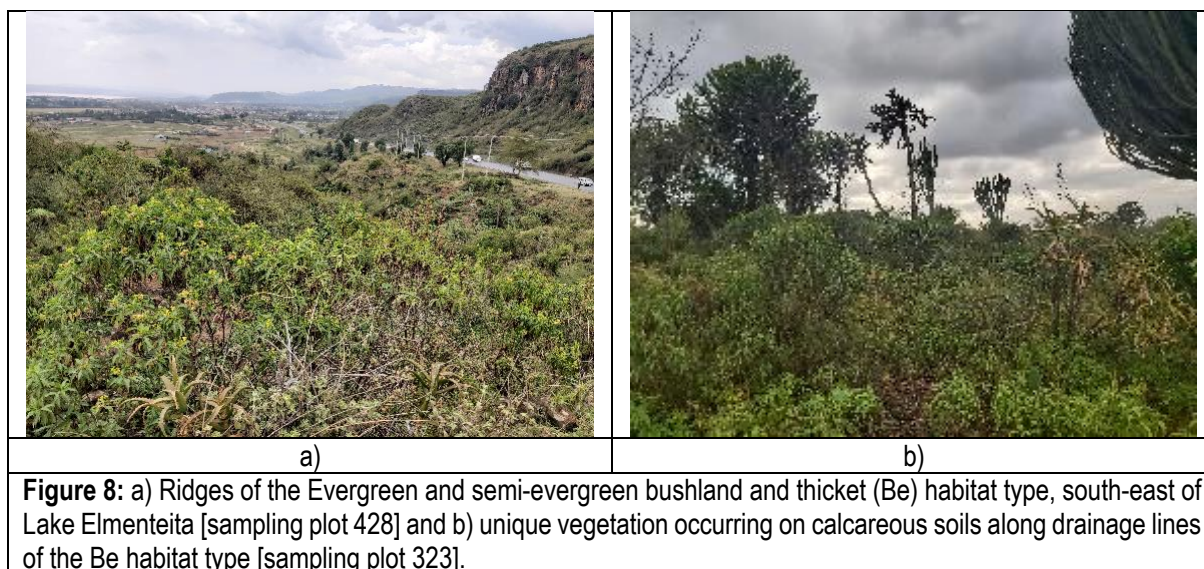 a)
b)
Figure 8: a) Ridges of the Evergreen and semi-evergreen bushland and thicket (Be) habitat type, south-east of
Lake Elmenteita [sampling plot 428] and b) unique vegetation occurring on calcareous soils along drainage lines
of the Be habitat type [sampling plot 323].